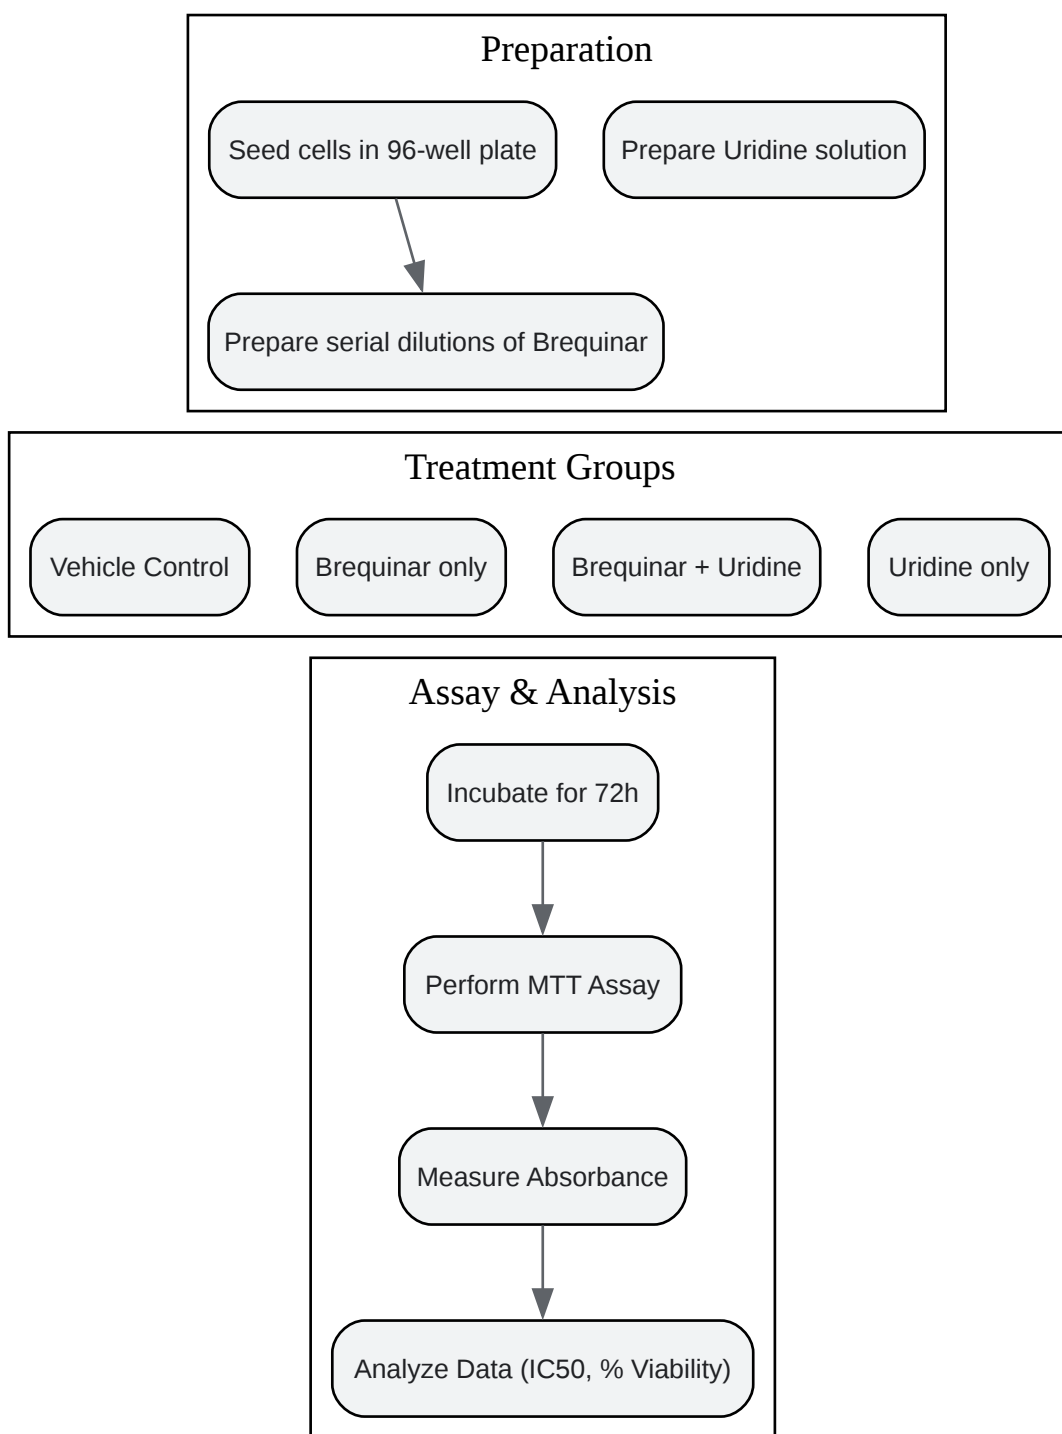 Preparation
Seed cells in 96-well plate
Prepare Uridine solution
Prepare serial dilutions of Brequinar
Treatment Groups
Vehicle Control
Brequinar only
Brequinar + Uridine
Uridine only
Assay & Analysis
Incubate for 72h
Perform MTT Assay
Measure Absorbance
Analyze Data (IC50, % Viability)